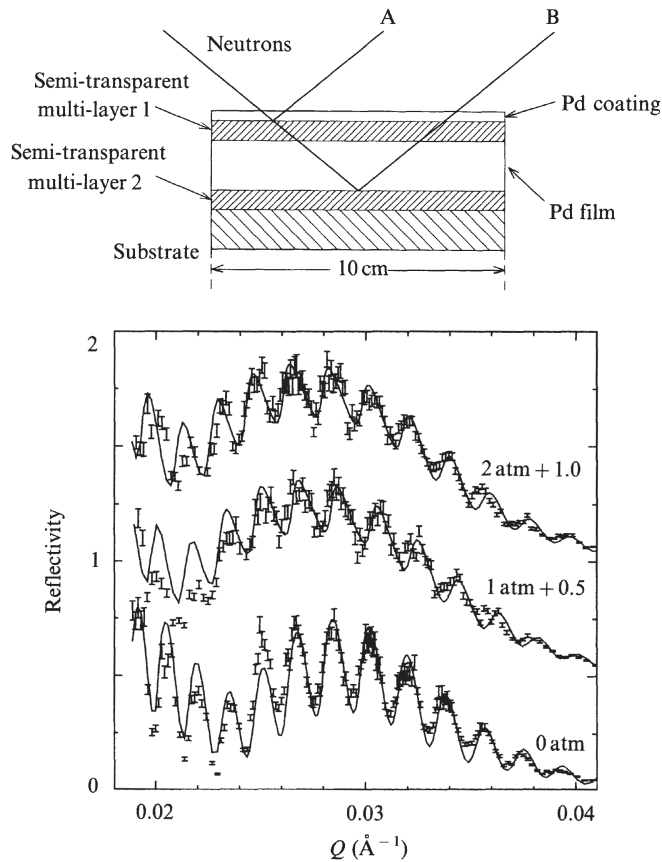 A
B
Neutrons
Semi-transparent
multi-layer 1
Pd coating
Semi-transparent
multi-layer 2
Pd film
Substrate
10 cm
2
2 atm + 1.0
Reflectivity
1
1 atm + 0.5
0 atm
0
0.02
0.03
0.04
Q (Å⁻¹)